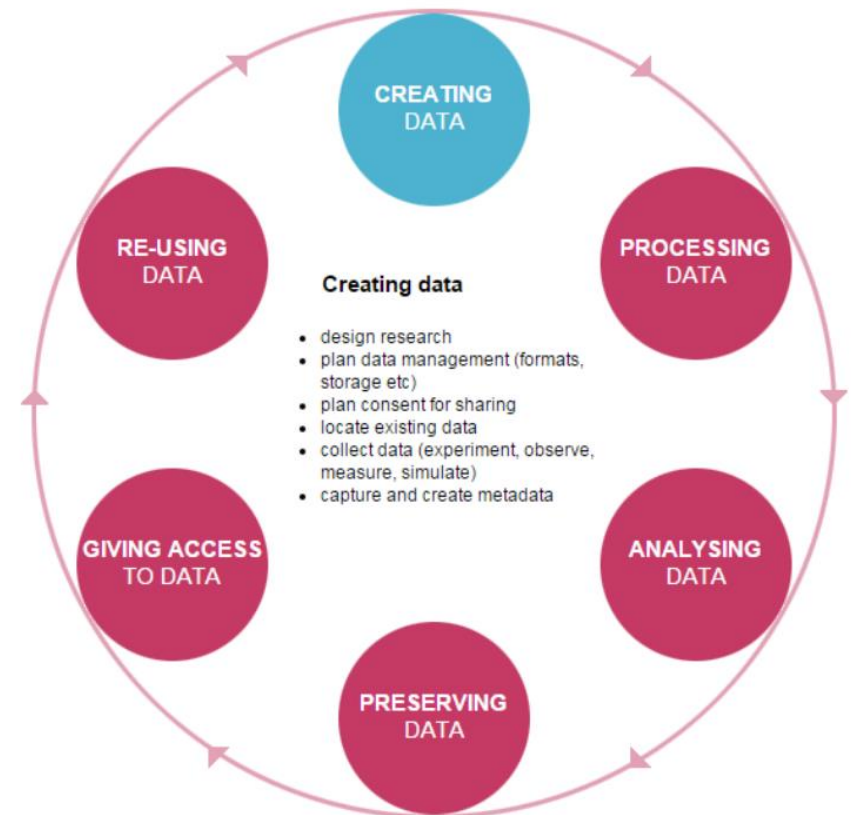 CREATING
DATA
PROCESSING
DATA
ANALYSING
DATA
PRESERVING
DATA
GIVING ACCESS
TO DATA
RE-USING
DATA
Creating data
• design research
• plan data management (formats,
storage etc)
• plan consent for sharing
• locate existing data
• collect data (experiment, observe,
measure, simulate)
• capture and create metadata